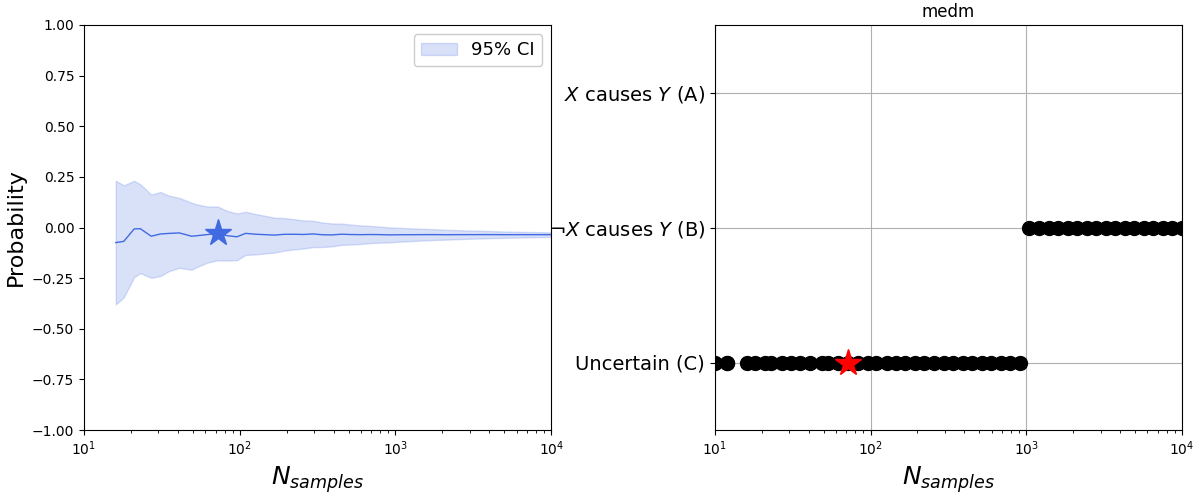 medm
1.00
0.75
0.50
0.25
0.00
−0.25
−0.50
−0.75
−1.00
Probability
95% CI
10¹
10²
10³
10⁴
N_samples
X causes Y (A)
¬X causes Y (B)
Uncertain (C)
10¹
10²
10³
10⁴
N_samples